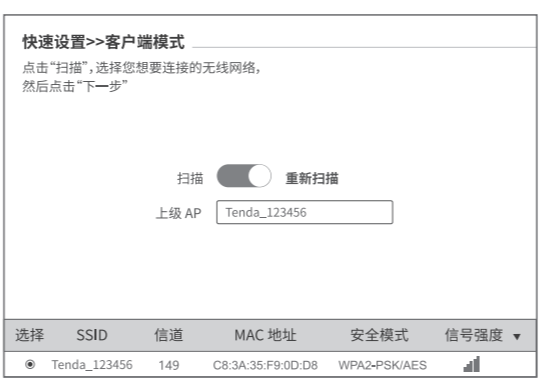 快速设置>>客户端模式
点击“扫描”，选择您想要连接的无线网络，
然后点击“下一步”
扫描 重新扫描
上级 AP Tenda_123456
选择 SSID 信道 MAC 地址 安全模式 信号强度 ▼
Tenda_123456 149 C8:3A:35:F9:0D:D8 WPA2-PSK/AES